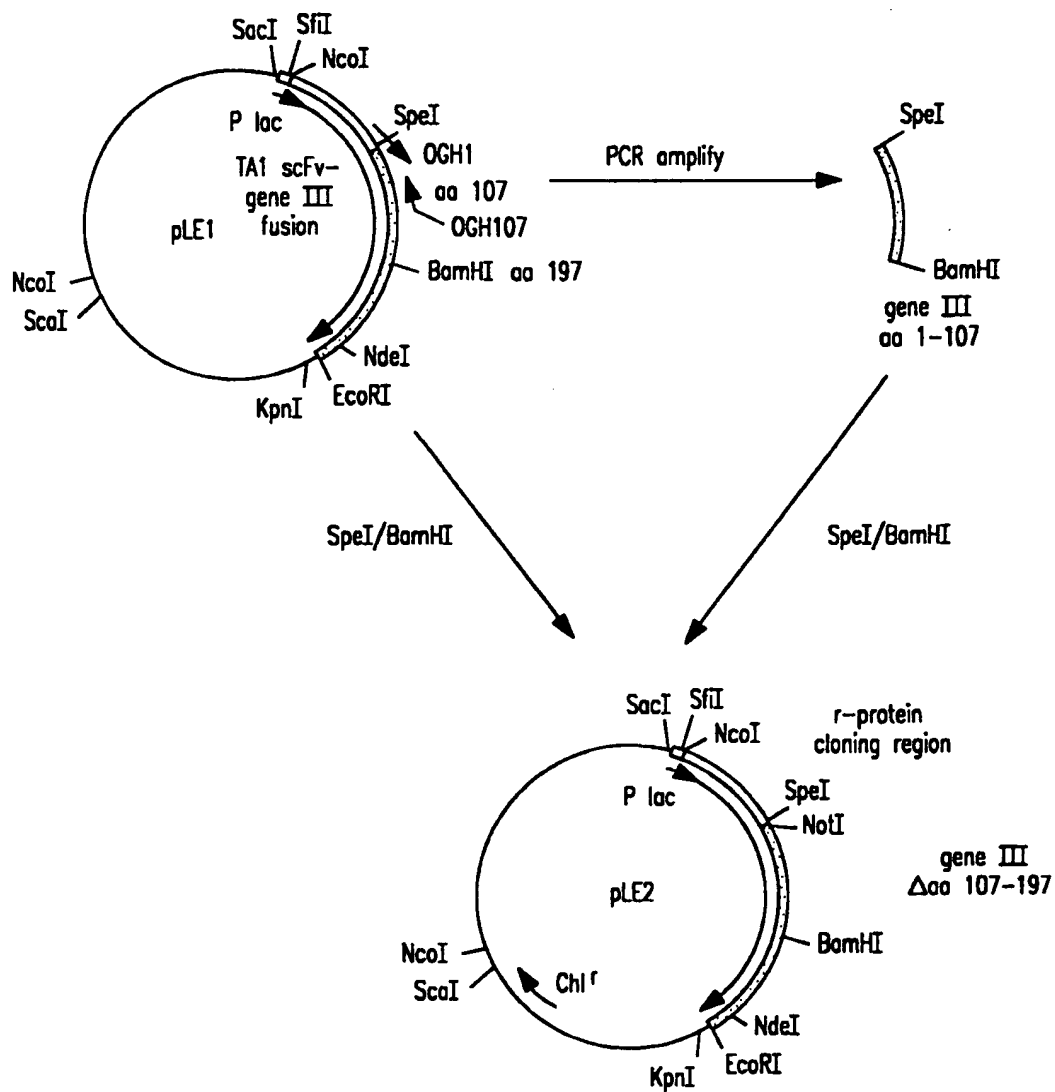 SacI
SfiI
NcoI
P lac
SpeI
OGH1
aa 107
OGH107
TA1 scFv-
gene III
fusion
pLE1
BamHI aa 197
NcoI
ScaI
NdeI
EcoRI
KpnI
PCR amplify
SpeI
BamHI
gene III
aa 1-107
SpeI/BamHI
SpeI/BamHI
SacI
SfiI
NcoI
r-protein
cloning region
P lac
SpeI
NotI
gene III
Δaa 107-197
pLE2
BamHI
NcoI
ScaI
Chl r
NdeI
EcoRI
KpnI